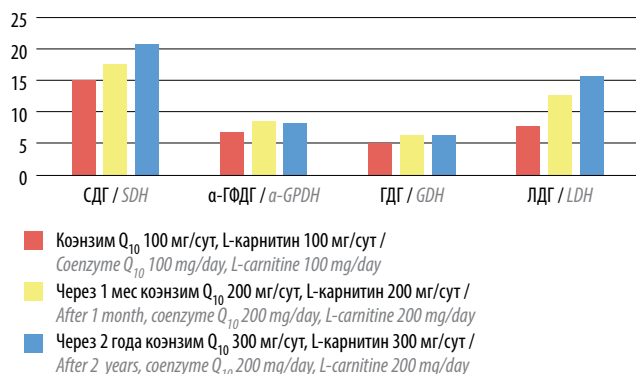 25
20
15
10
5
0
СДГ / SDH α-ГФДГ / α-GPDH ГДГ / GDH ЛДГ / LDH
Коэнзим Q10 100 мг/сут, L-карнитин 100 мг/сут /
Coenzyme Q10 100 mg/day, L-carnitine 100 mg/day
Через 1 мес коэнзим Q10 200 мг/сут, L-карнитин 200 мг/сут /
After 1 month, coenzyme Q10 200 mg/day, L-carnitine 200 mg/day
Через 2 года коэнзим Q10 300 мг/сут, L-карнитин 300 мг/сут /
After 2 years, coenzyme Q10 200 mg/day, L-carnitine 200 mg/day